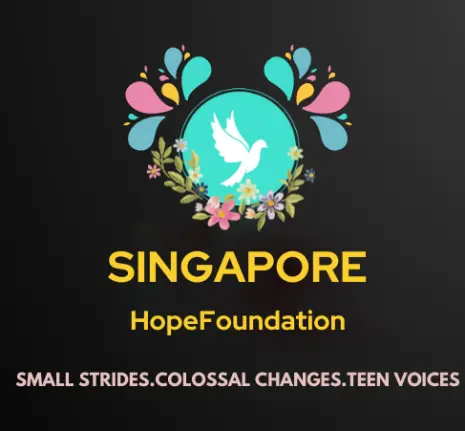 SINGAPORE
HopeFoundation
SMALL STRIDES.COLOSSAL CHANGES.TEEN VOICES